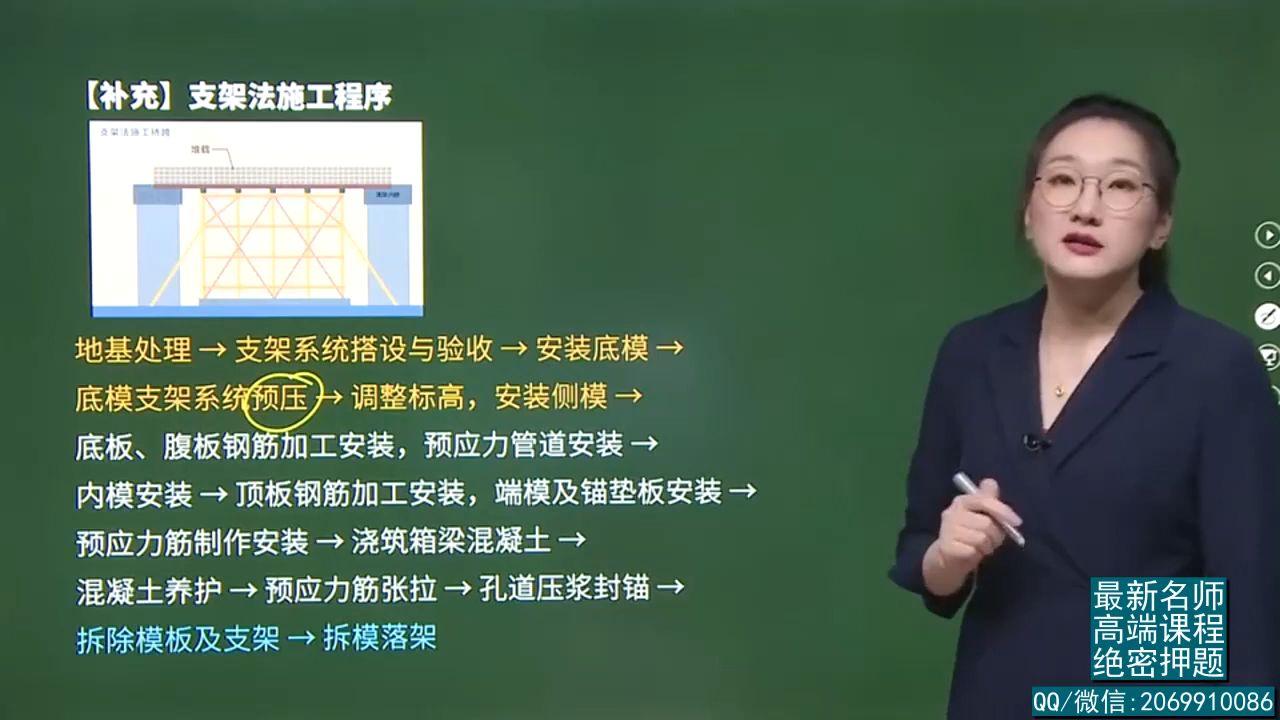 【补充】支架法施工程序
支架法施工桥跨
堆载
地基处理 → 支架系统搭设与验收 → 安装底模 →
底模支架系统预压 → 调整标高，安装侧模 →
底板、腹板钢筋加工安装，预应力管道安装 →
内模安装 → 顶板钢筋加工安装，端模及锚垫板安装 →
预应力筋制作安装 → 浇筑箱梁混凝土 →
混凝土养护 → 预应力筋张拉 → 孔道压浆封锚 →
拆除模板及支架 → 拆模落架
最新名师
高端课程
绝密押题
QQ/微信:2069910086